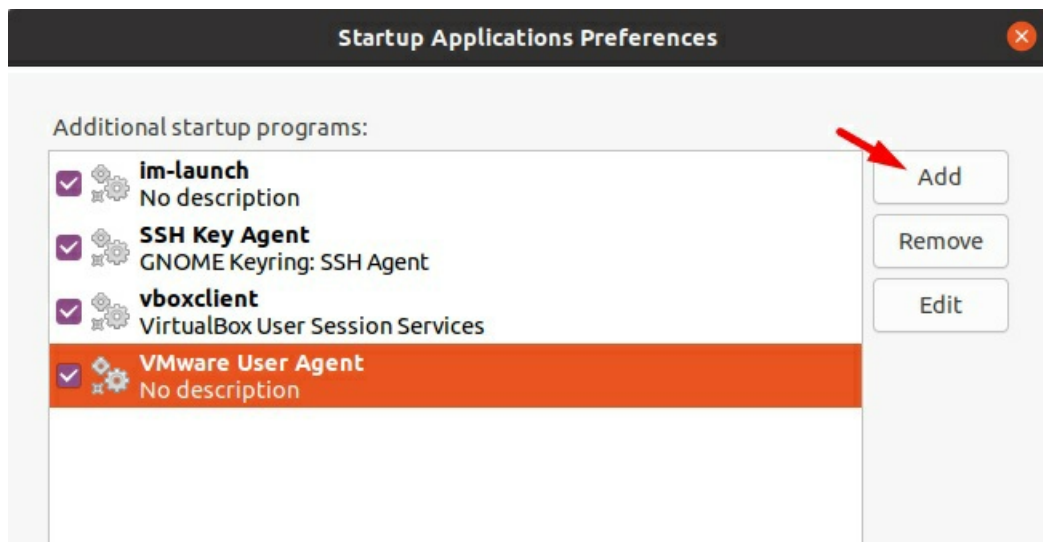 Startup Applications Preferences
Additional startup programs:
im-launch
No description
SSH Key Agent
GNOME Keyring: SSH Agent
vboxclient
VirtualBox User Session Services
VMware User Agent
No description
Add
Remove
Edit